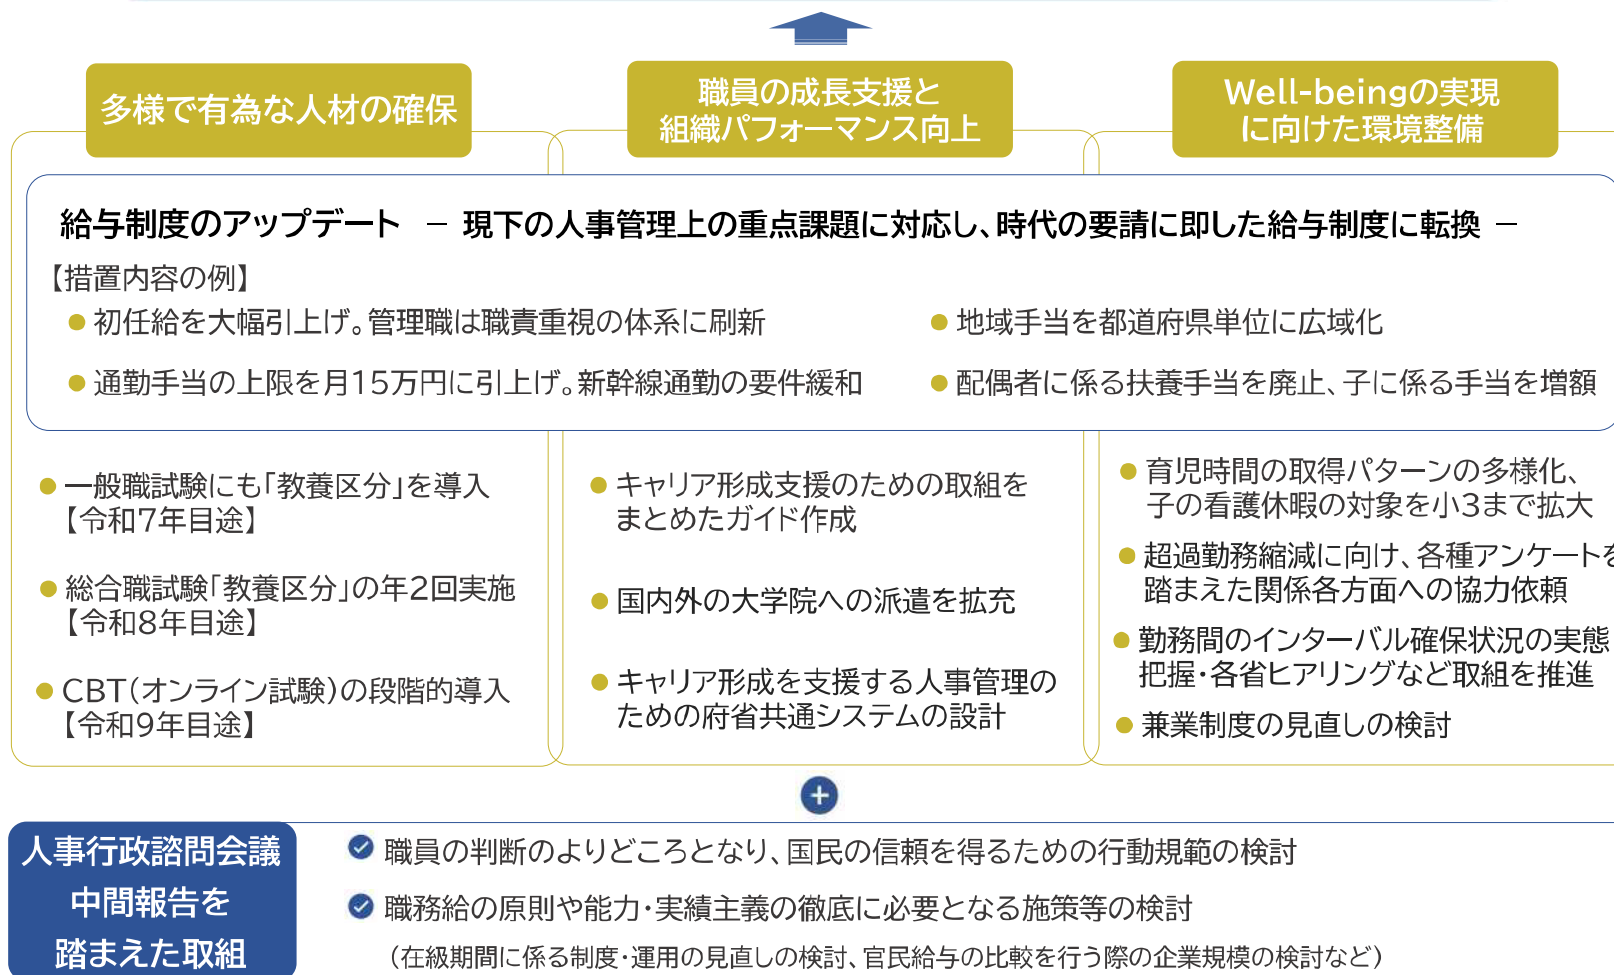 多様で有為な人材の確保
職員の成長支援と
組織パフォーマンス向上
Well-beingの実現
に向けた環境整備
給与制度のアップデート － 現下の人事管理上の重点課題に対応し、時代の要請に即した給与制度に転換 －
【措置内容の例】
● 初任給を大幅引上げ。管理職は職責重視の体系に刷新
● 地域手当を都道府県単位に広域化
● 通勤手当の上限を月15万円に引上げ。新幹線通勤の要件緩和
● 配偶者に係る扶養手当を廃止、子に係る手当を増額
● 一般職試験にも「教養区分」を導入
【令和7年目途】
● 総合職試験「教養区分」の年2回実施
【令和8年目途】
● CBT(オンライン試験)の段階的導入
【令和9年目途】
● キャリア形成支援のための取組を
まとめたガイド作成
● 国内外の大学院への派遣を拡充
● キャリア形成を支援する人事管理の
ための府省共通システムの設計
● 育児時間の取得パターンの多様化、
子の看護休暇の対象を小3まで拡大
● 超過勤務縮減に向け、各種アンケートを
踏まえた関係各方面への協力依頼
● 勤務間のインターバル確保状況の実態
把握・各省ヒアリングなど取組を推進
● 兼業制度の見直しの検討
人事行政諮問会議
中間報告を
踏まえた取組
職員の判断のよりどころとなり、国民の信頼を得るための行動規範の検討
職務給の原則や能力・実績主義の徹底に必要となる施策等の検討
(在級期間に係る制度・運用の見直しの検討、官民給与の比較を行う際の企業規模の検討など)